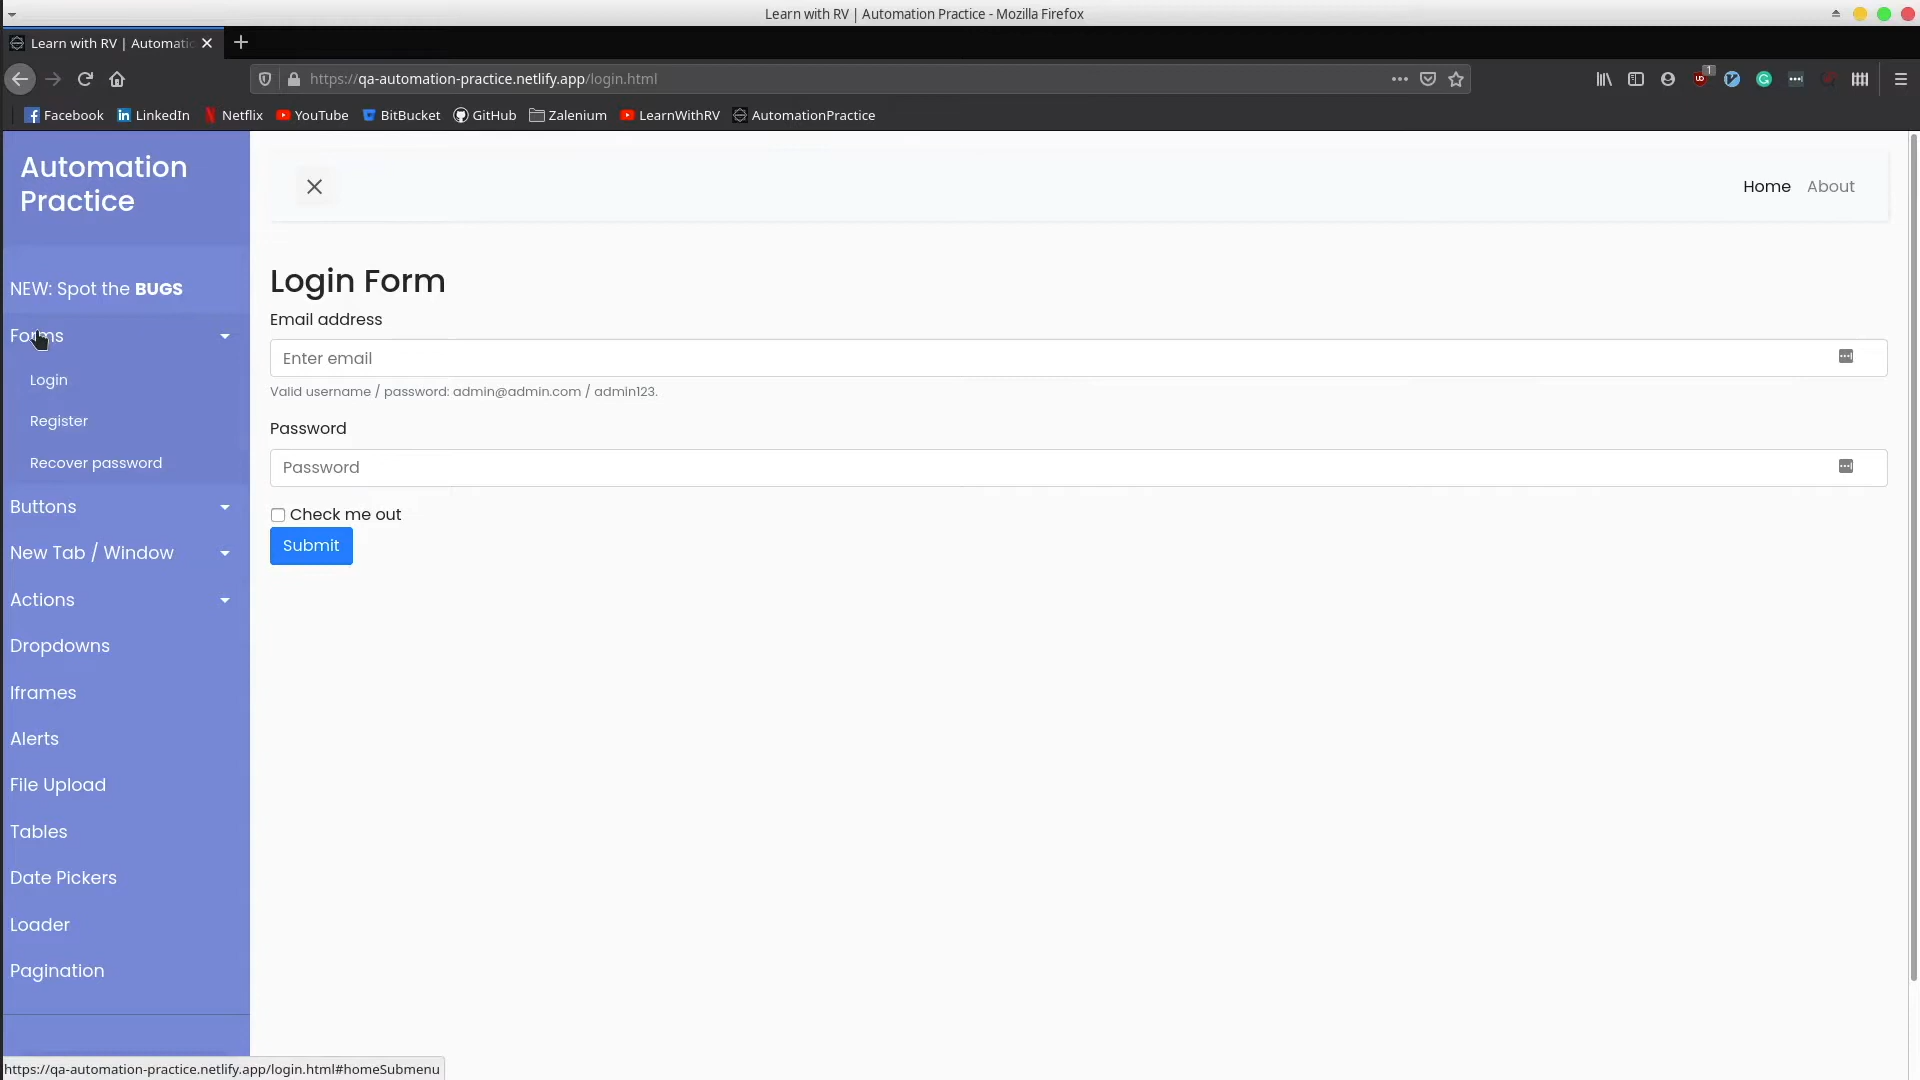 Learn with RV | Automation Practice - Mozilla Firefox
Learn with RV | Automatic
https://qa-automation-practice.netlify.app/login.html
1
Facebook LinkedIn Netflix YouTube BitBucket GitHub Zalenium LearnWithRV AutomationPractice
Automation
Practice
Home About
NEW: Spot the BUGS
Forms
Login
Register
Recover password
Buttons
New Tab / Window
Actions
Dropdowns
Iframes
Alerts
File Upload
Tables
Date Pickers
Loader
Pagination
Login Form
Email address
Enter email
Valid username / password: admin@admin.com / admin123.
Password
Password
Check me out
Submit
https://qa-automation-practice.netlify.app/login.html#homeSubmenu